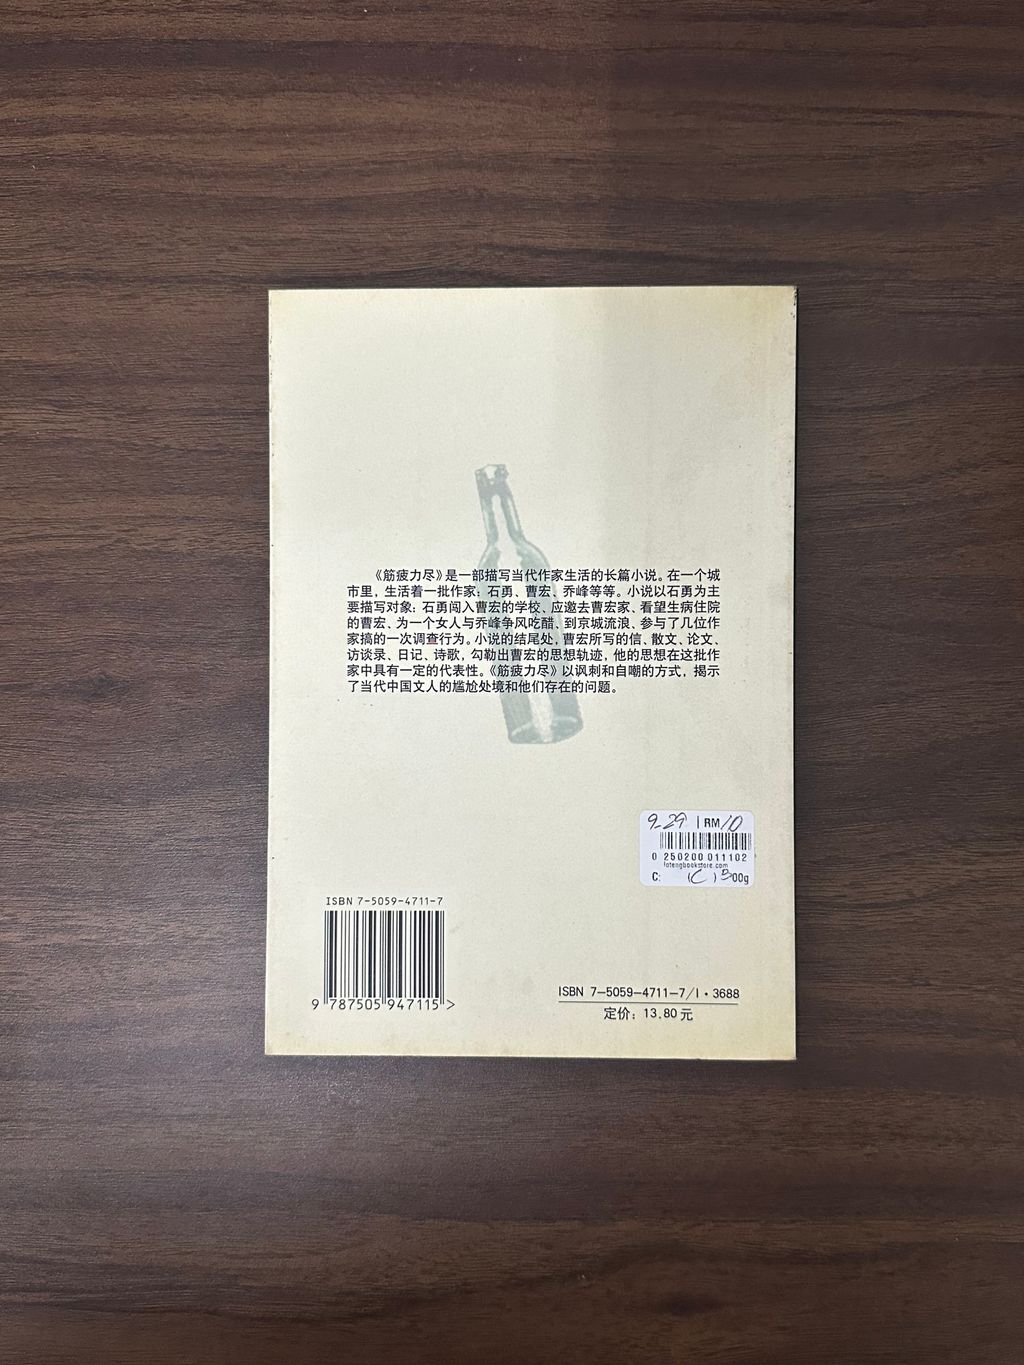 《筋疲力尽》是一部描写当代作家生活的长篇小说。在一个城
市里，生活着一批作家：石勇、曹宏、乔峰等等。小说以石勇为主
要描写对象：石勇闯入曹宏的学校、应邀去曹宏家、看望生病住院
的曹宏、为一个女人与乔峰争风吃醋、到京城流浪、参与了几位作
家搞的一次调查行为。小说的结尾处，曹宏所写的信、散文、论文、
访谈录、日记、诗歌，勾勒出曹宏的思想轨迹，他的思想在这批作
家中具有一定的代表性。《筋疲力尽》以讽刺和自嘲的方式，揭示
了当代中国文人的尴尬处境和他们存在的问题。
9-29 | RM 10
0 250200 011102
fatengbookstore.com
C: 00g
ISBN 7-5059-4711-7
9 787505 947115 >
ISBN 7-5059-4711-7/I·3688
定价：13.80元